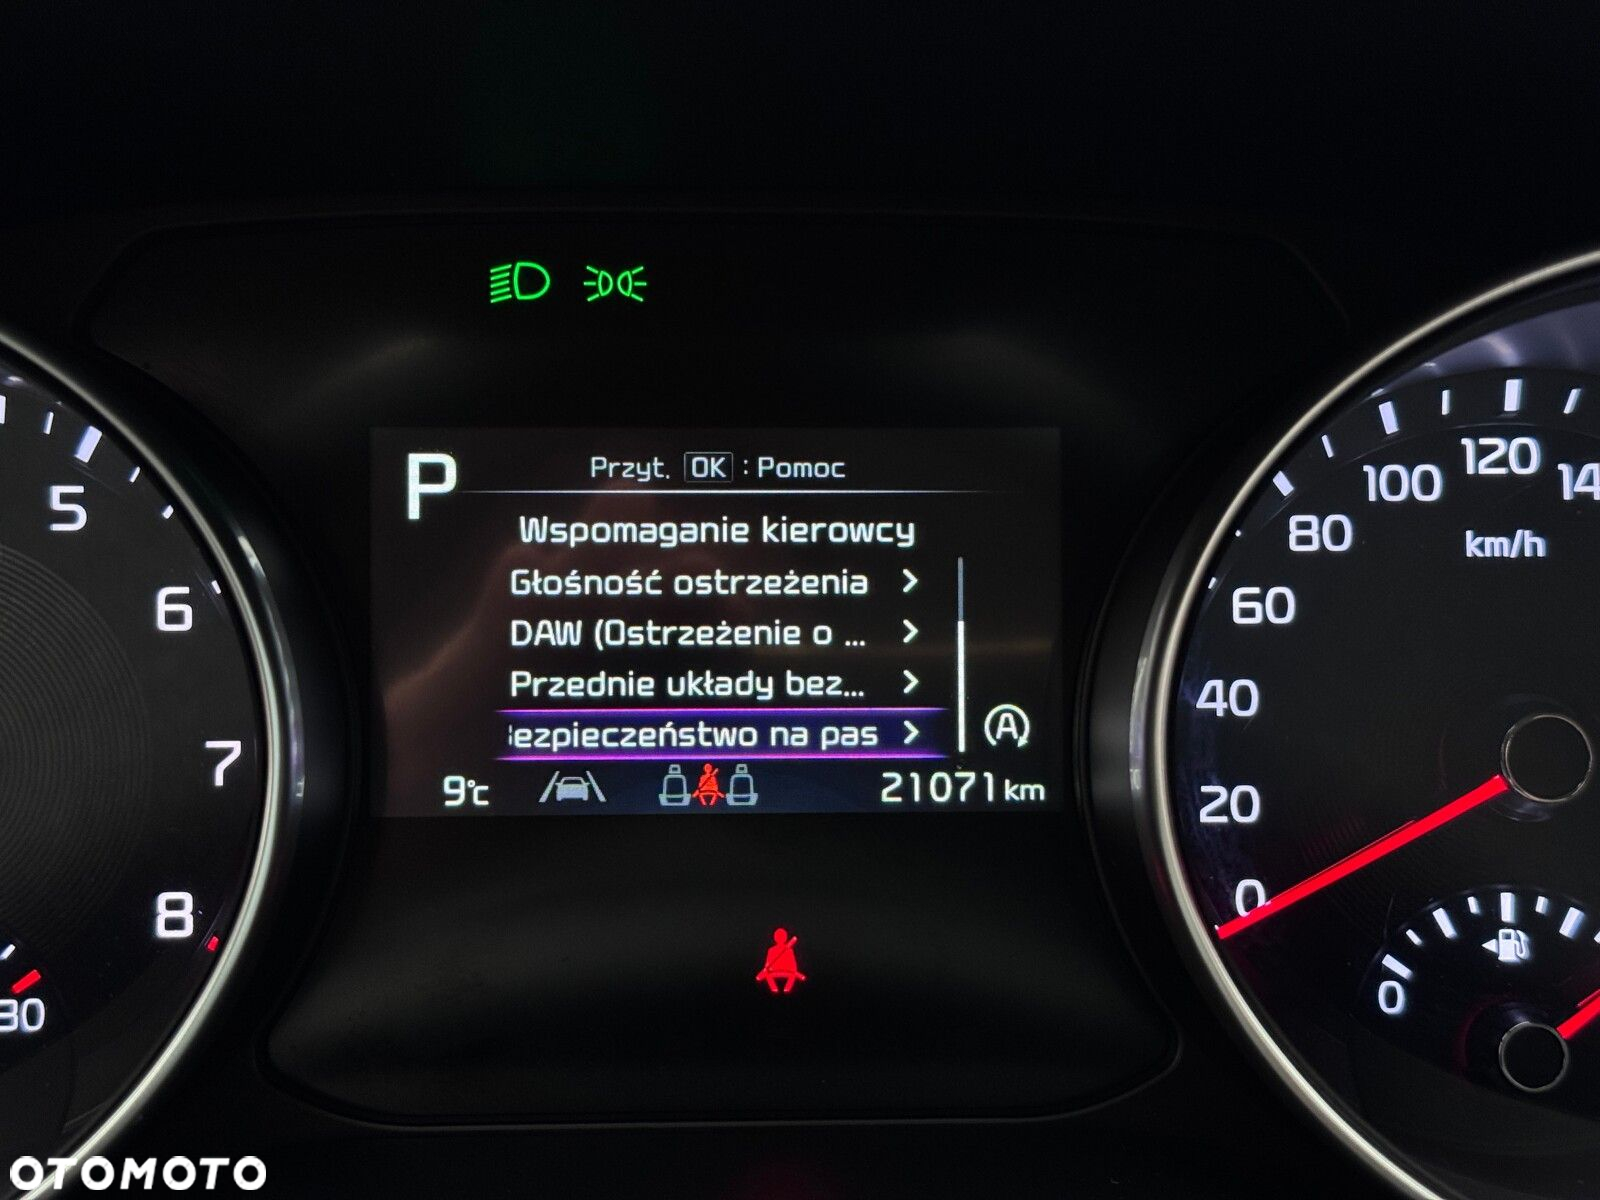 P
Przyt. OK : Pomoc
Wspomaganie kierowcy
Głośność ostrzeżenia >
DAW (Ostrzeżenie o ... >
Przednie układy bez... >
ezpieczeństwo na pas >
A
9°c
21071 km
5
6
7
8
0
20
40
60
80
100
120
14
km/h
0
OTOMOTO